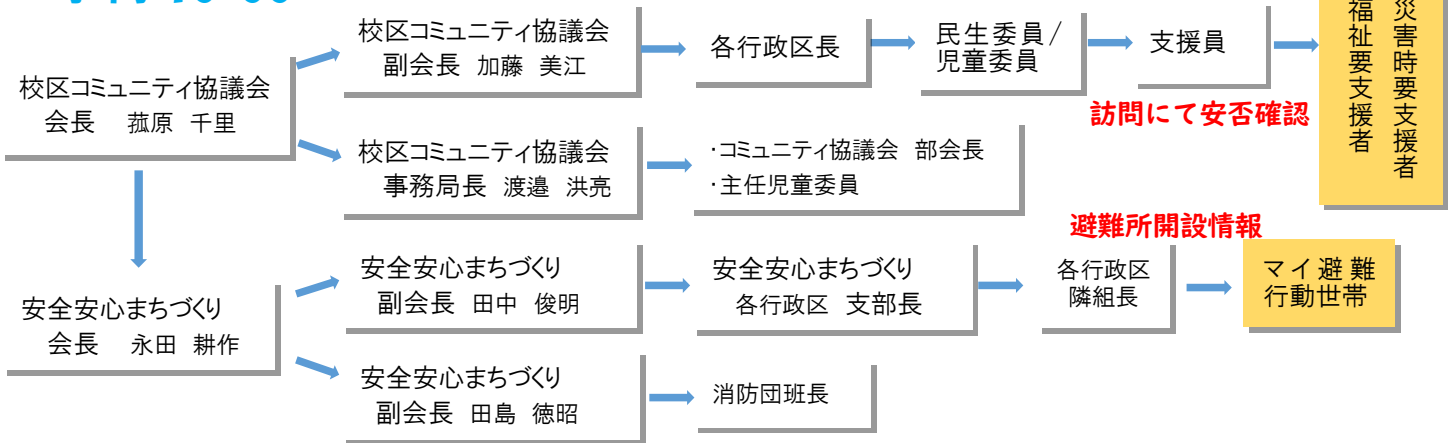 校区コミュニティ協議会
会長 菰原 千里
校区コミュニティ協議会
副会長 加藤 美江
各行政区長
民生委員/
児童委員
支援員
訪問にて安否確認
災害時要支援者
福祉要支援者
校区コミュニティ協議会
事務局長 渡邉 洪亮
・コミュニティ協議会 部会長
・主任児童委員
避難所開設情報
安全安心まちづくり
会長 永田 耕作
安全安心まちづくり
副会長 田中 俊明
安全安心まちづくり
各行政区 支部長
各行政区
隣組長
マイ避難
行動世帯
安全安心まちづくり
副会長 田島 徳昭
消防団班長